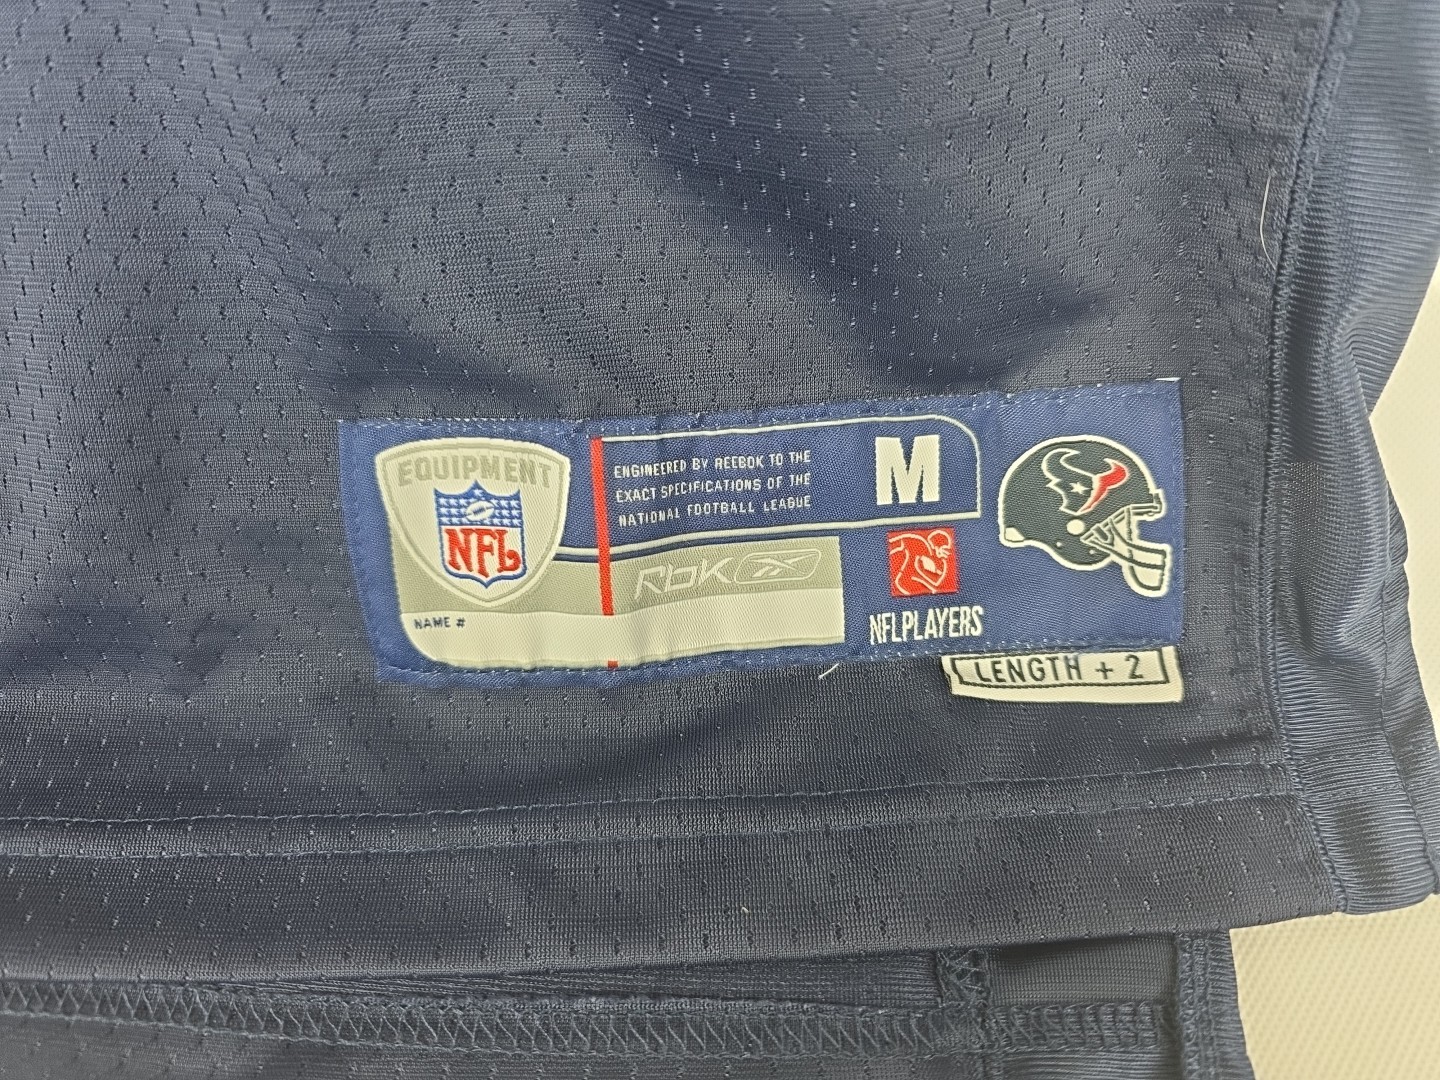 EQUIPMENT
NFL
ENGINEERED BY REEBOK TO THE
EXACT SPECIFICATIONS OF THE
NATIONAL FOOTBALL LEAGUE
M
RBK
NAME #
NFLPLAYERS
LENGTH + 2